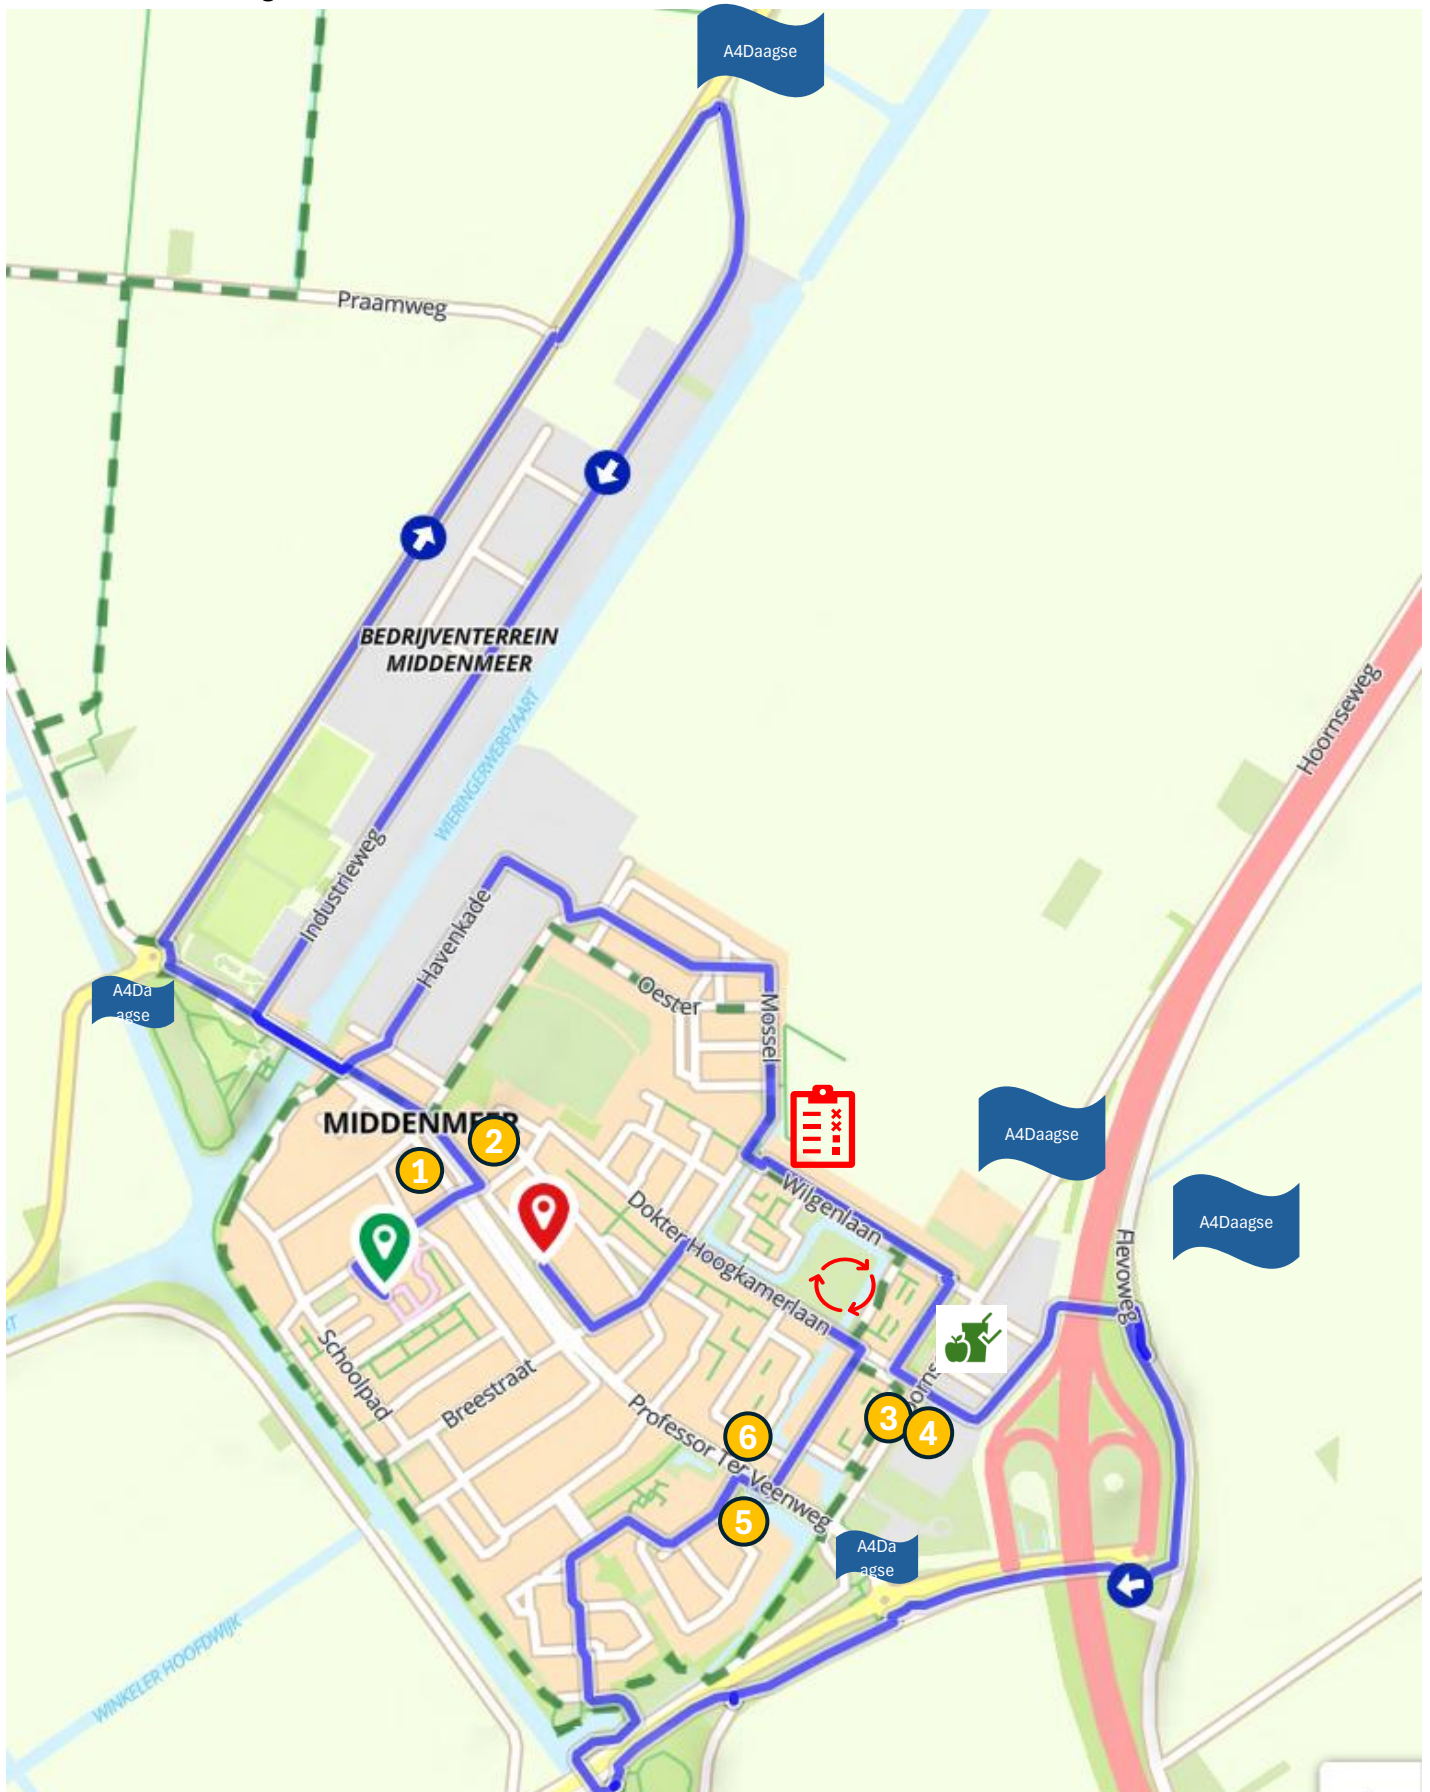 A4Daagse
Praamweg
BEDRIJVENTERREIN
MIDDENMEER
WIERINGERWERFVAART
Hoornseweg
Industrieweg
Havenkade
Oester
Mossel
A4Da
agse
MIDDENMEER
1
2
A4Daagse
A4Daagse
Wilgenlaan
Dokter Hoogkamerlaan
Flevoweg
Schoolpad
Breestraat
Professor Ter Veenweg
3
4
6
5
A4Da
agse
WINKELER HOOFDWIJK